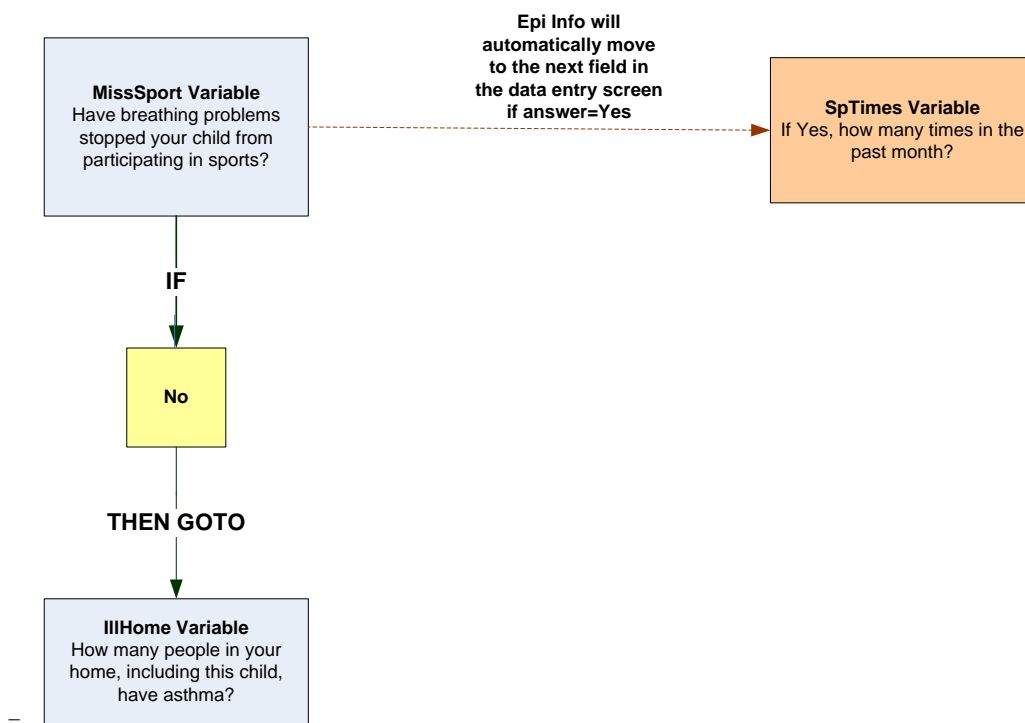 Epi Info will
automatically move
to the next field in
the data entry screen
if answer=Yes
MissSport Variable
Have breathing problems
stopped your child from
participating in sports?
SpTimes Variable
If Yes, how many times in the
past month?
IF
No
THEN GOTO
IllHome Variable
How many people in your
home, including this child,
have asthma?